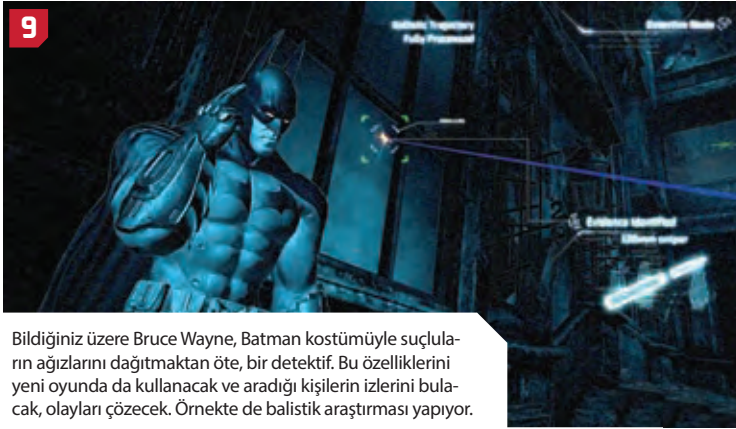 9
Ballistic Trajectory
Fully Processed
Detective Mode
2
Evidence Identified
Bildiğiniz üzere Bruce Wayne, Batman kostümüyle suçlula-
rın ağızlarını dağıtmaktan öte, bir detektif. Bu özelliklerini
yeni oyunda da kullanacak ve aradığı kişilerin izlerini bula-
cak, olayları çözecek. Örnekte de balistik araştırması yapıyor.